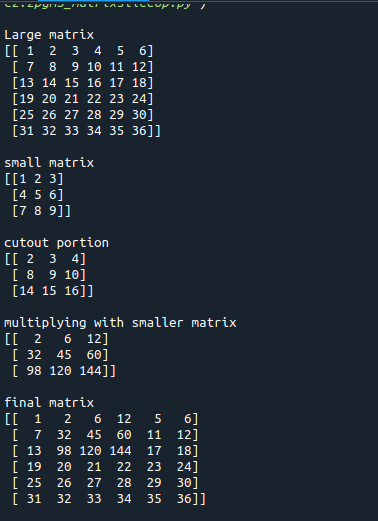 Large matrix
[[ 1  2  3  4  5  6]
 [ 7  8  9 10 11 12]
 [13 14 15 16 17 18]
 [19 20 21 22 23 24]
 [25 26 27 28 29 30]
 [31 32 33 34 35 36]]
small matrix
[[1 2 3]
 [4 5 6]
 [7 8 9]]
cutout portion
[[ 2  3  4]
 [ 8  9 10]
 [14 15 16]]
multiplying with smaller matrix
[[  2   6  12]
 [ 32  45  60]
 [ 98 120 144]]
final matrix
[[  1   2   6  12   5   6]
 [  7  32  45  60  11  12]
 [ 13  98 120 144  17  18]
 [ 19  20  21  22  23  24]
 [ 25  26  27  28  29  30]
 [ 31  32  33  34  35  36]]